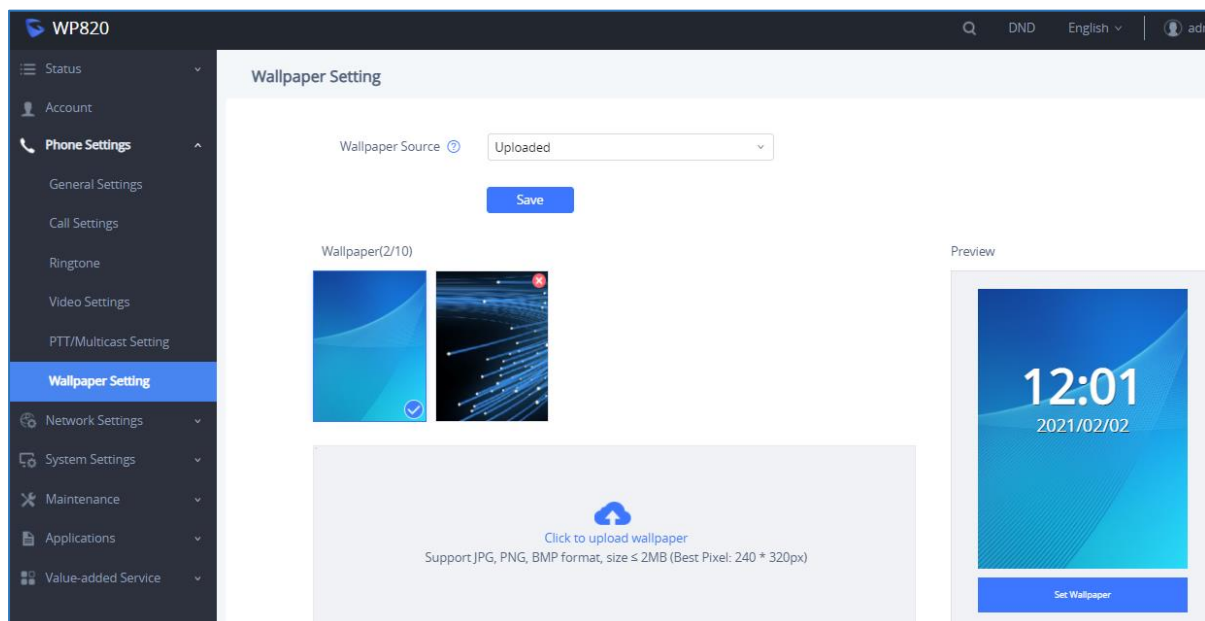 WP820
DND English adm
Status
Account
Phone Settings
General Settings
Call Settings
Ringtone
Video Settings
PTT/Multicast Setting
Wallpaper Setting
Network Settings
System Settings
Maintenance
Applications
Value-added Service
Wallpaper Setting
Wallpaper Source Uploaded
Save
Wallpaper(2/10)
Click to upload wallpaper
Support JPG, PNG, BMP format, size ≤ 2MB (Best Pixel: 240 * 320px)
Preview
12:01
2021/02/02
Set Wallpaper